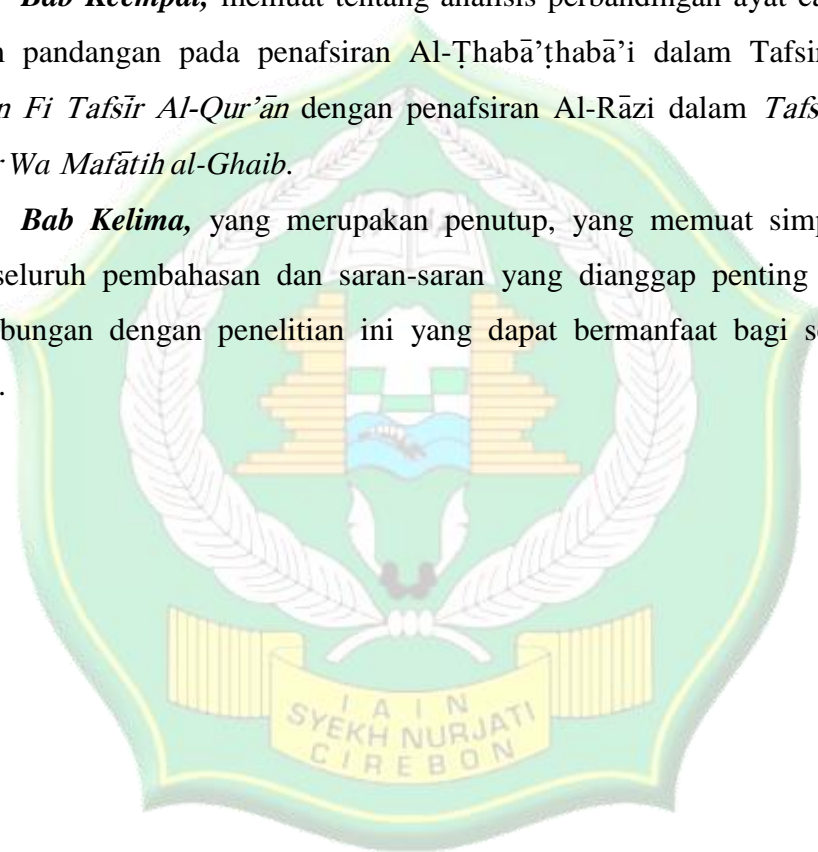 Bab Keempat, memuat tentang analisis perbandingan ayat
pandangan pada penafsiran Al-Ṭhabā’ṭhabā’i dalam Tafsir
Fi Tafsīr Al-Qur’ān dengan penafsiran Al-Rāzi dalam
Wa Mafātih al-Ghaib.
Bab Kelima, yang merupakan penutup, yang memuat
seluruh pembahasan dan saran-saran yang dianggap penting
dengan penelitian ini yang dapat bermanfaat bagi
IAIN
SYEKH NURJATI
CIREBON